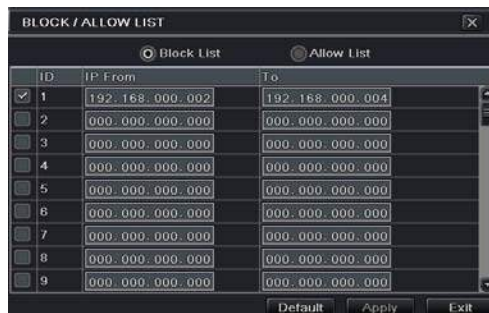 BLOCK / ALLOW LIST
Block List Allow List
ID IP From To
1 192.168.000.002 192.168.000.004
2 000.000.000.000 000.000.000.000
3 000.000.000.000 000.000.000.000
4 000.000.000.000 000.000.000.000
5 000.000.000.000 000.000.000.000
6 000.000.000.000 000.000.000.000
7 000.000.000.000 000.000.000.000
8 000.000.000.000 000.000.000.000
9 000.000.000.000 000.000.000.000
Default Apply Exit